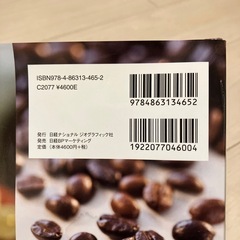 ISBN978-4-86313-465-2
C2077 ¥4600E
9784863134652
1922077046004
発行 日経ナショナル ジオグラフィック社
発売 日経BPマーケティング
定価（本体4600円+税）